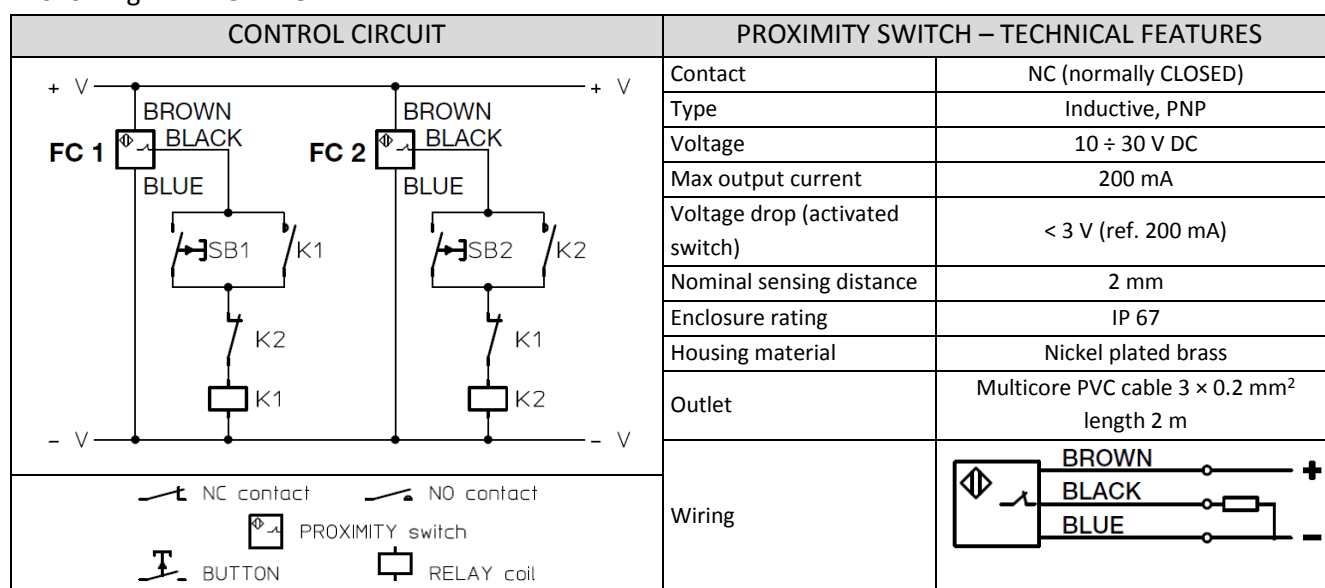 CONTROL CIRCUIT
PROXIMITY SWITCH – TECHNICAL FEATURES
+ V
+ V
BROWN
BROWN
BLACK
BLACK
FC 1
FC 2
BLUE
BLUE
SB1
K1
SB2
K2
K2
K1
K1
K2
– V
– V
NC contact
NO contact
PROXIMITY switch
BUTTON
RELAY coil
Contact
NC (normally CLOSED)
Type
Inductive, PNP
Voltage
10 ÷ 30 V DC
Max output current
200 mA
Voltage drop (activated
switch)
< 3 V (ref. 200 mA)
Nominal sensing distance
2 mm
Enclosure rating
IP 67
Housing material
Nickel plated brass
Outlet
Multicore PVC cable 3 × 0.2 mm²
length 2 m
Wiring
BROWN
+
BLACK
BLUE
–